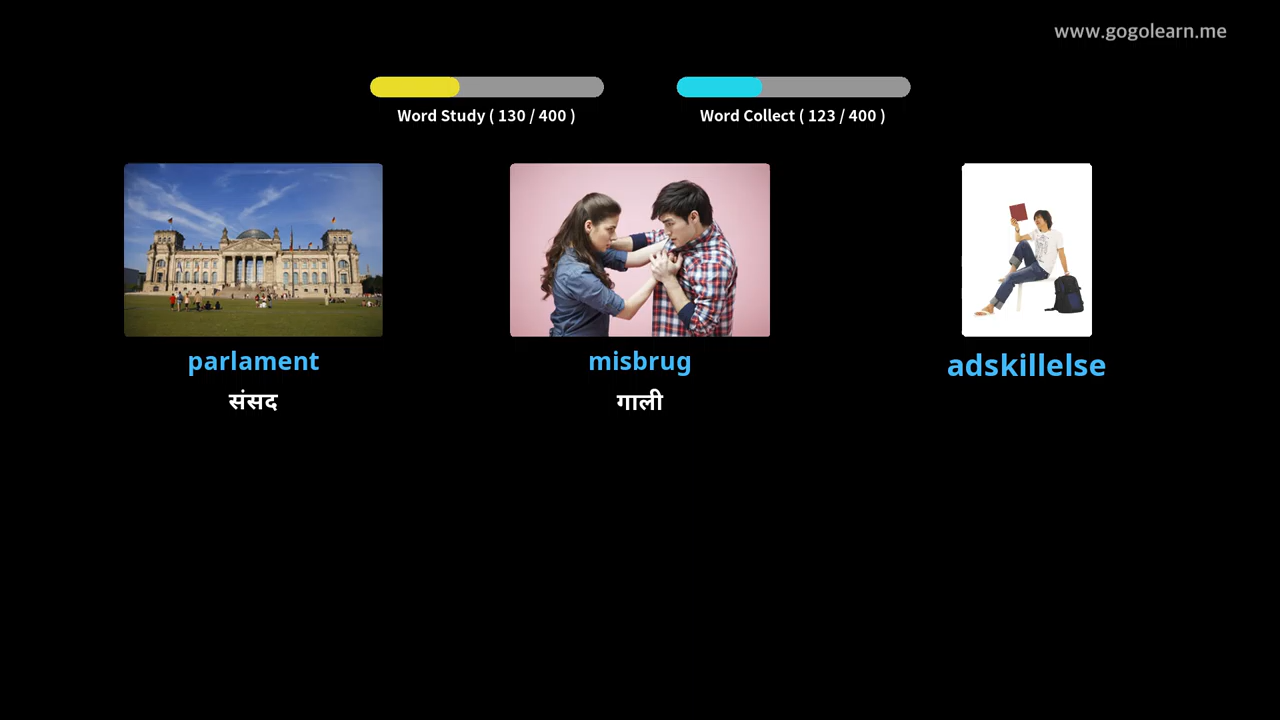 www.gogolearn.me
Word Study ( 130 / 400 )
Word Collect ( 123 / 400 )
parlament
misbrug
adskillelse
संसद
गाली